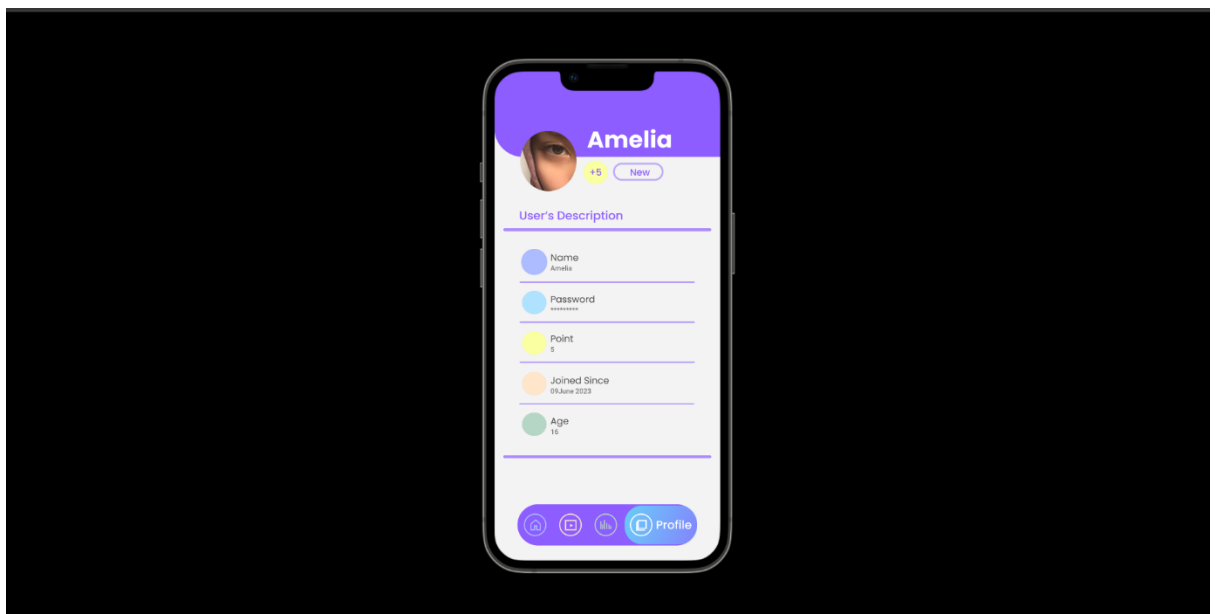 Amelia
+5 New
User's Description
Name
Amelia
Password
*********
Point
5
Joined Since
09June 2023
Age
16
Profile